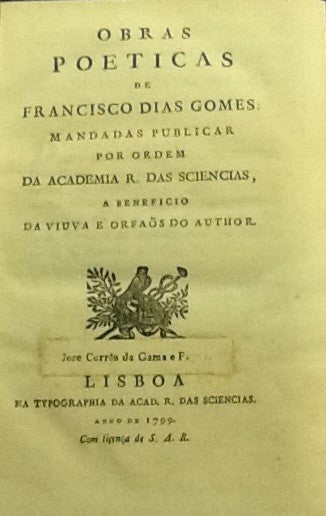 OBRAS
POETICAS
DE
FRANCISCO DIAS GOMES:
MANDADAS PUBLICAR
POR ORDEM
DA ACADEMIA R. DAS SCIENCIAS,
A BENEFICIO
DA VIUVA E ORFAÕS DO AUTHOR.
Jose Corrêa da Gama e F.
LISBOA
NA TYPOGRAPHIA DA ACAD. R. DAS SCIENCIAS.
ANNO DE 1799.
Com licença de S. A. R.